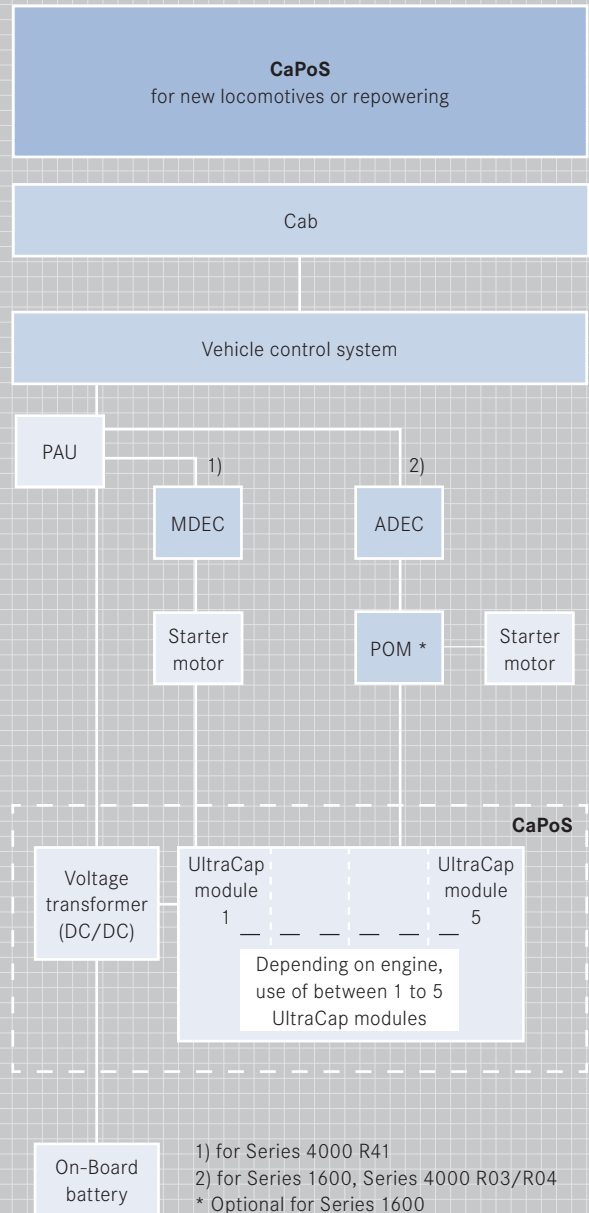 CaPoS
for new locomotives or repowering
Cab
Vehicle control system
PAU
1)
2)
MDEC
ADEC
Starter
motor
POM *
Starter
motor
CaPoS
Voltage
transformer
(DC/DC)
UltraCap
module
1
UltraCap
module
5
Depending on engine,
use of between 1 to 5
UltraCap modules
On-Board
battery
1) for Series 4000 R41
2) for Series 1600, Series 4000 R03/R04
* Optional for Series 1600